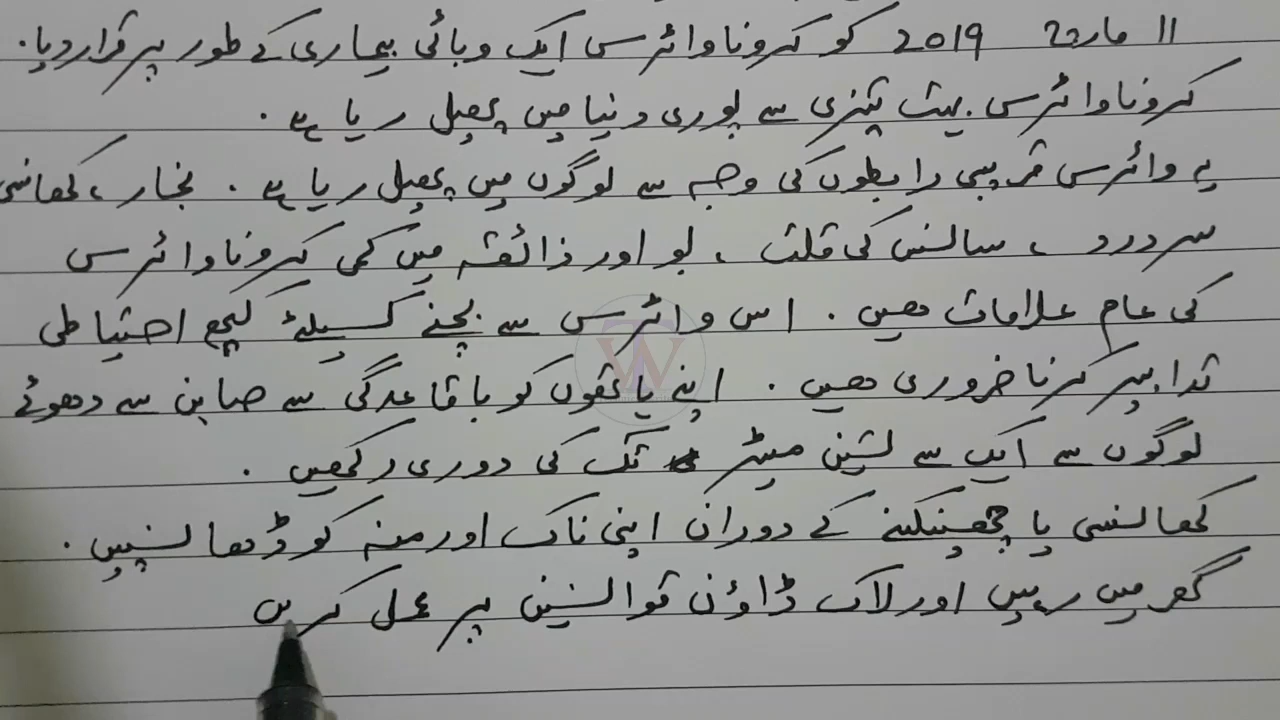 11 مارچ 2019 کو کرونا وائرس ایک وبائی بیماری کے طور پر قرار دیا۔
کرونا وائرس بہت تیزی سے پوری دنیا میں پھیل رہا ہے۔
یہ وائرس قریبی رابطوں کی وجہ سے لوگوں میں پھیل رہا ہے۔ بخار، کھانسی
سر درد، سانس کی قلت، بو اور ذائقہ میں کمی کرونا وائرس
کی عام علامات ھیں۔ اس وائرس سے بچنے کیلئے کچھ احتیاطی
تدابیر کرنا ضروری ھیں۔ اپنے ہاتھوں کو باقاعدگی سے صابن سے دھوئے
لوگوں سے ایک سے تین میٹر تک کی دوری رکھیں۔
کھانسی یا چھینکنے کے دوران اپنی ناک اور منہ کو ڈھانپیں۔
گھر میں رہیں اور لاک ڈاؤن قوانین پر عمل کریں